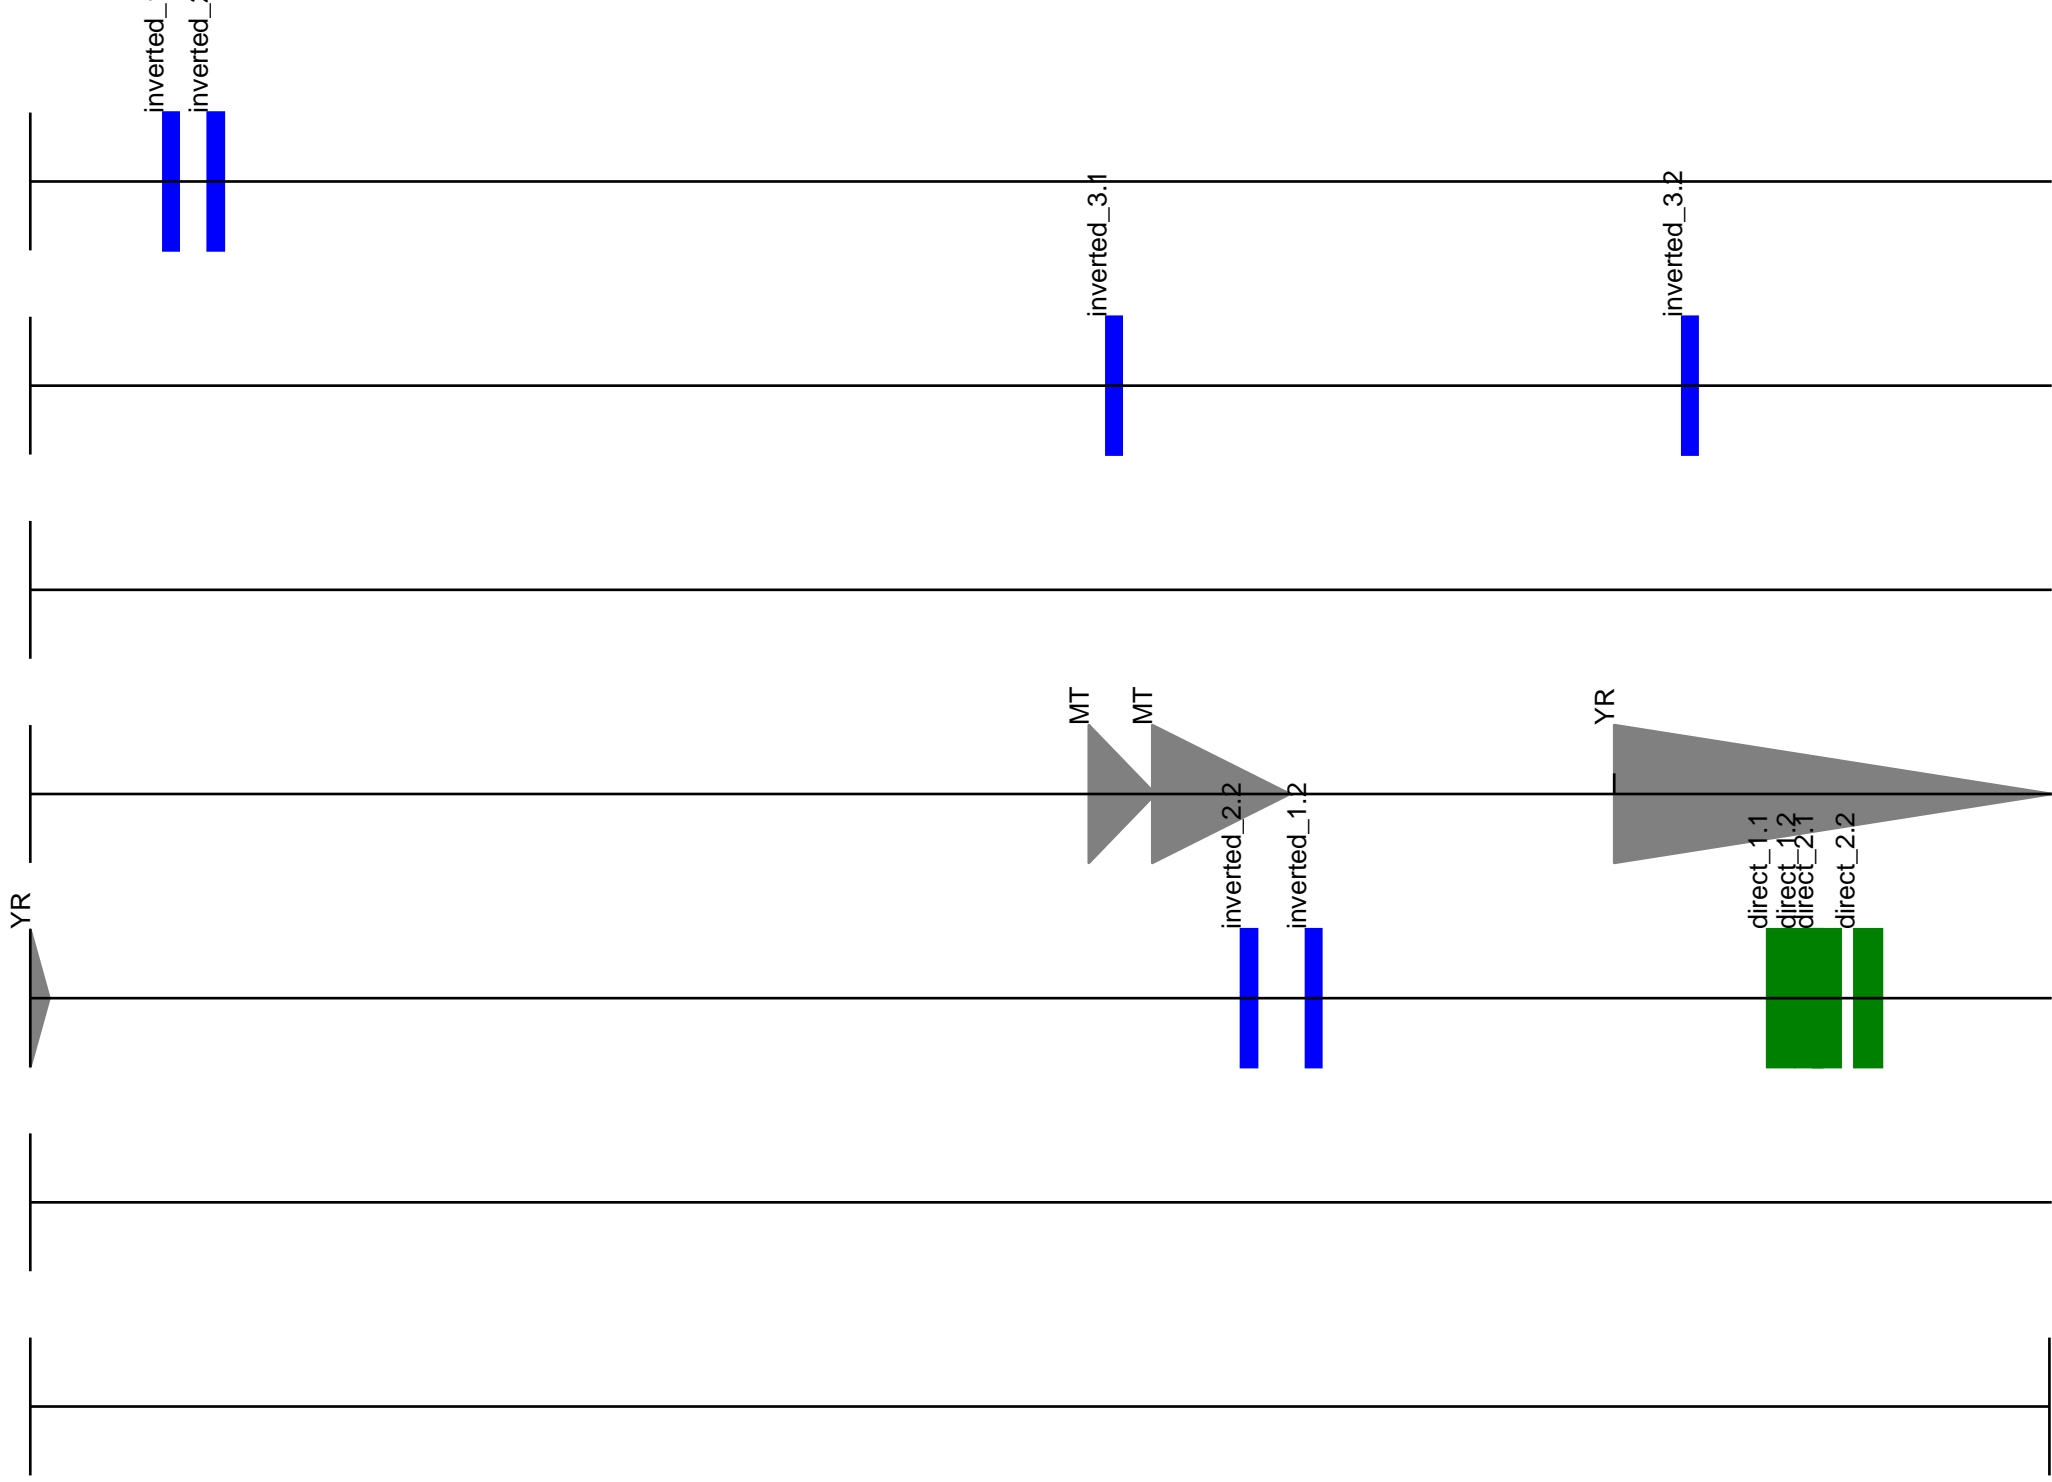 inverted_
inverted_
inverted_3.1
inverted_3.2
MT
MT
YR
inverted_2.2
inverted_1.2
direct_1.1
direct_1.2
direct_2.1
direct_2.2
YR